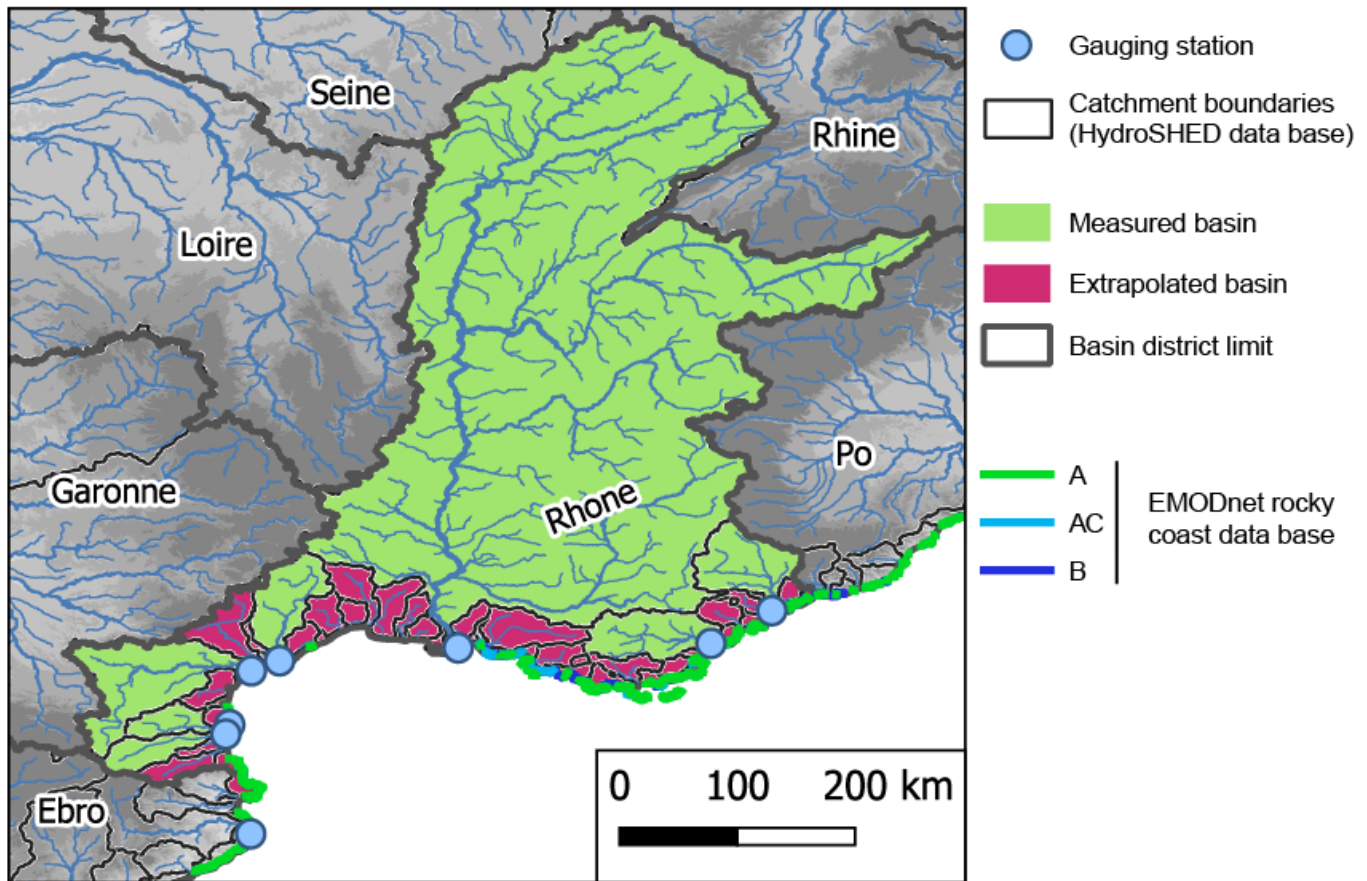 Seine
Rhine
Loire
Po
Garonne
Rhone
Ebro
0 100 200 km
Gauging station
Catchment boundaries
(HydroSHED data base)
Measured basin
Extrapolated basin
Basin district limit
A
AC
B
EMODnet rocky
coast data base